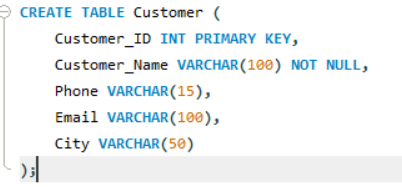 CREATE TABLE Customer (
Customer_ID INT PRIMARY KEY,
Customer_Name VARCHAR(100) NOT NULL,
Phone VARCHAR(15),
Email VARCHAR(100),
City VARCHAR(50)
);